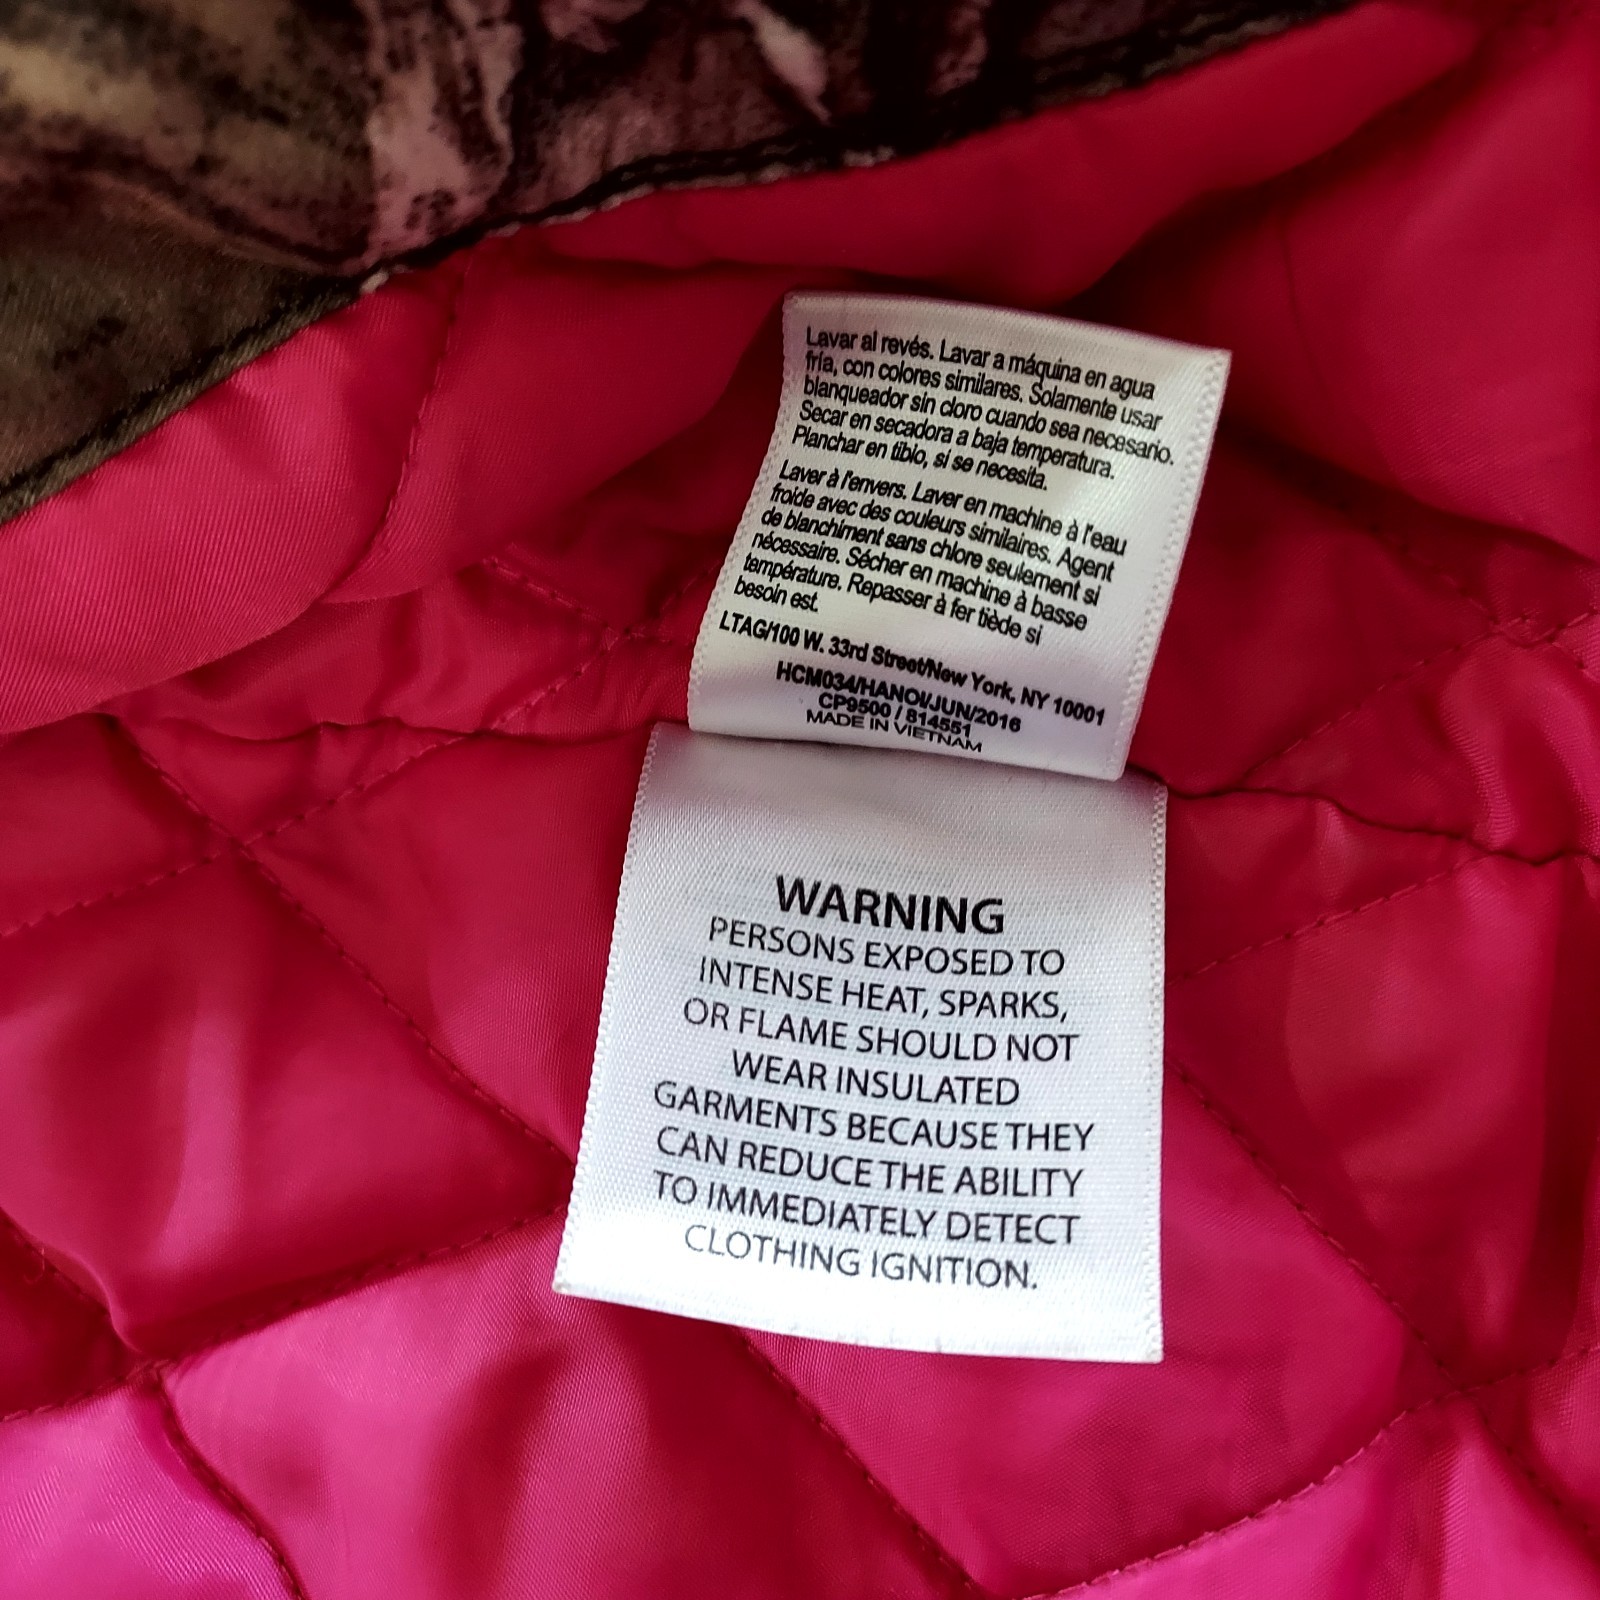 Lavar al revés. Lavar a máquina en agua
fría, con colores similares. Solamente usar
blanqueador sin cloro cuando sea necesario.
Secar en secadora a baja temperatura.
Planchar en tibio, si se necesita.
Laver à l'envers. Laver en machine à l'eau
froide avec des couleurs similaires. Agent
de blanchiment sans chlore seulement si
nécessaire. Sécher en machine à basse
température. Repasser à fer tiède si
besoin est.
LTAG/100 W. 33rd Street/New York, NY 10001
HCM034/HANOI/JUN/2016
CP9500 / 814551
MADE IN VIETNAM
WARNING
PERSONS EXPOSED TO
INTENSE HEAT, SPARKS,
OR FLAME SHOULD NOT
WEAR INSULATED
GARMENTS BECAUSE THEY
CAN REDUCE THE ABILITY
TO IMMEDIATELY DETECT
CLOTHING IGNITION.